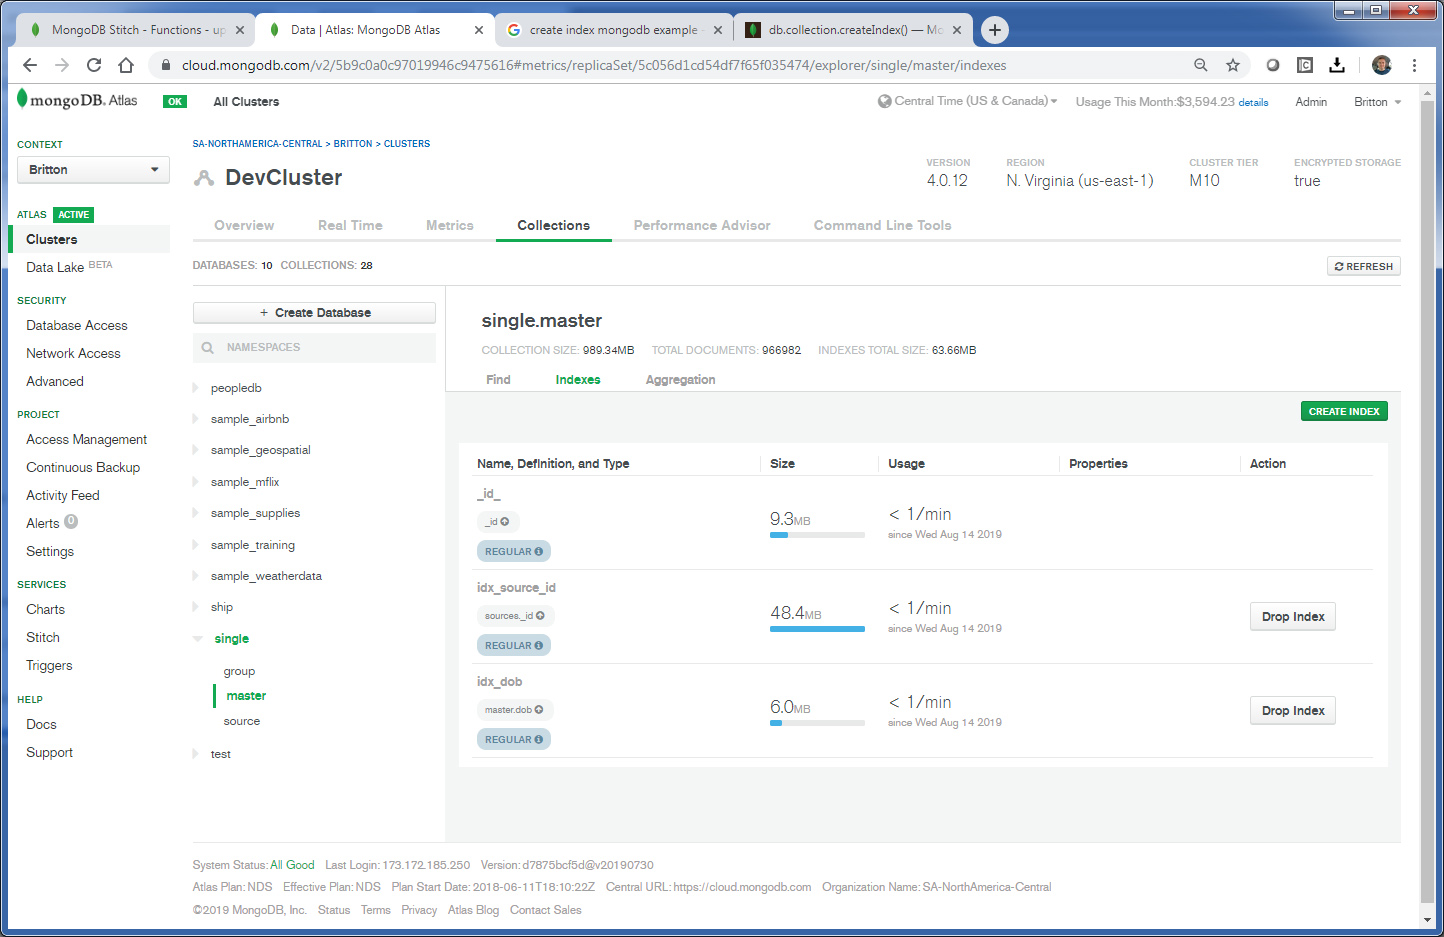 MongoDB Stitch - Functions - up
Data | Atlas: MongoDB Atlas
create index mongodb example -
db.collection.createIndex() — Mo
cloud.mongodb.com/v2/5b9c0a0c97019946c9475616#metrics/replicaSet/5c056d1cd54df7f65f035474/explorer/single/master/indexes
mongoDB. Atlas OK All Clusters Central Time (US & Canada) Usage This Month:$3,594.23 details Admin Britton
CONTEXT
Britton
ATLAS ACTIVE
Clusters
Data Lake BETA
SECURITY
Database Access
Network Access
Advanced
PROJECT
Access Management
Continuous Backup
Activity Feed
Alerts 0
Settings
SERVICES
Charts
Stitch
Triggers
HELP
Docs
Support
SA-NORTHAMERICA-CENTRAL > BRITTON > CLUSTERS
DevCluster
VERSION REGION CLUSTER TIER ENCRYPTED STORAGE
4.0.12 N. Virginia (us-east-1) M10 true
Overview Real Time Metrics Collections Performance Advisor Command Line Tools
DATABASES: 10 COLLECTIONS: 28 REFRESH
+ Create Database
NAMESPACES
peopledb
sample_airbnb
sample_geospatial
sample_mflix
sample_supplies
sample_training
sample_weatherdata
ship
single
group
master
source
test
single.master
COLLECTION SIZE: 989.34MB TOTAL DOCUMENTS: 966982 INDEXES TOTAL SIZE: 63.66MB
Find Indexes Aggregation
CREATE INDEX
Name, Definition, and Type Size Usage Properties Action
_id_
_id 9.3MB < 1/min
since Wed Aug 14 2019
REGULAR
idx_source_id
sources._id 48.4MB < 1/min Drop Index
since Wed Aug 14 2019
REGULAR
idx_dob
master.dob 6.0MB < 1/min Drop Index
since Wed Aug 14 2019
REGULAR
System Status: All Good Last Login: 173.172.185.250 Version: d7875bcf5d@v20190730
Atlas Plan: NDS Effective Plan: NDS Plan Start Date: 2018-06-11T18:10:22Z Central URL: https://cloud.mongodb.com Organization Name: SA-NorthAmerica-Central
©2019 MongoDB, Inc. Status Terms Privacy Atlas Blog Contact Sales